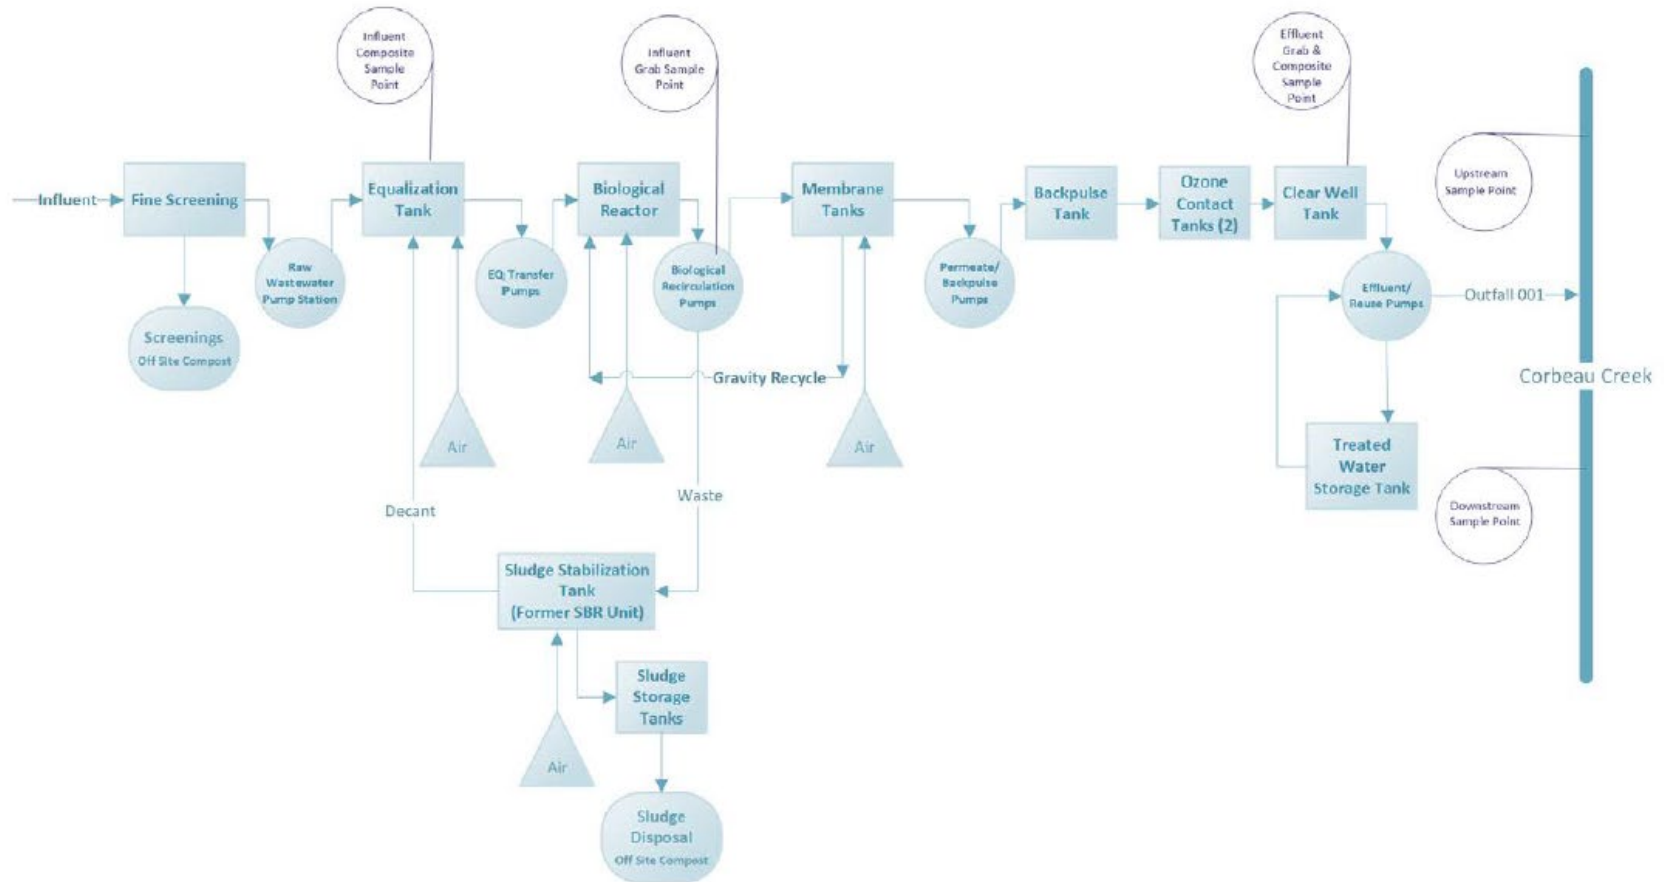 Influent
Composite
Sample
Point
Influent
Grab Sample
Point
Effluent
Grab &
Composite
Sample
Point
Upstream
Sample Point
Influent
Fine Screening
Equalization
Tank
Biological
Reactor
Membrane
Tanks
Backpulse
Tank
Ozone
Contact
Tanks (2)
Clear Well
Tank
Raw
Wastewater
Pump Station
EQ Transfer
Pumps
Biological
Recirculation
Pumps
Permeate/
Backpulse
Pumps
Effluent/
Reuse Pumps
Outfall 001
Screenings
Off Site Compost
Gravity Recycle
Corbeau Creek
Air
Air
Air
Treated
Water
Storage Tank
Decant
Waste
Downstream
Sample Point
Sludge Stabilization
Tank
(Former SBR Unit)
Sludge
Storage
Tanks
Air
Sludge
Disposal
Off Site Compost